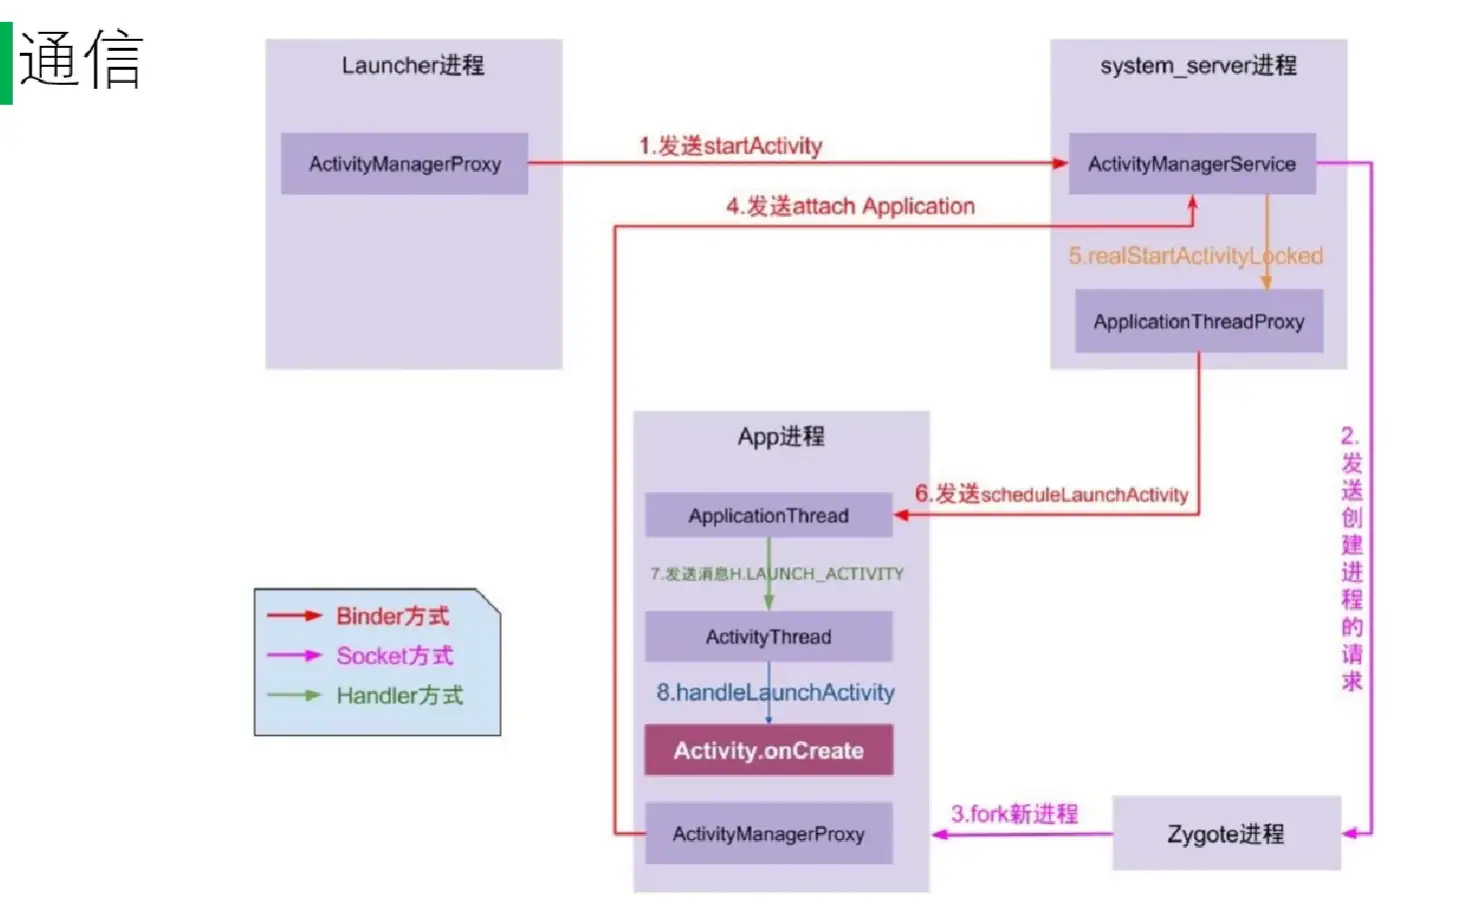 通信
Launcher进程
ActivityManagerProxy
1.发送startActivity
system_server进程
ActivityManagerService
4.发送attach Application
5.realStartActivityLocked
ApplicationThreadProxy
2.发送创建进程的请求
App进程
ApplicationThread
6.发送scheduleLaunchActivity
7.发送消息H.LAUNCH_ACTIVITY
ActivityThread
8.handleLaunchActivity
Activity.onCreate
ActivityManagerProxy
3.fork新进程
Zygote进程
Binder方式
Socket方式
Handler方式